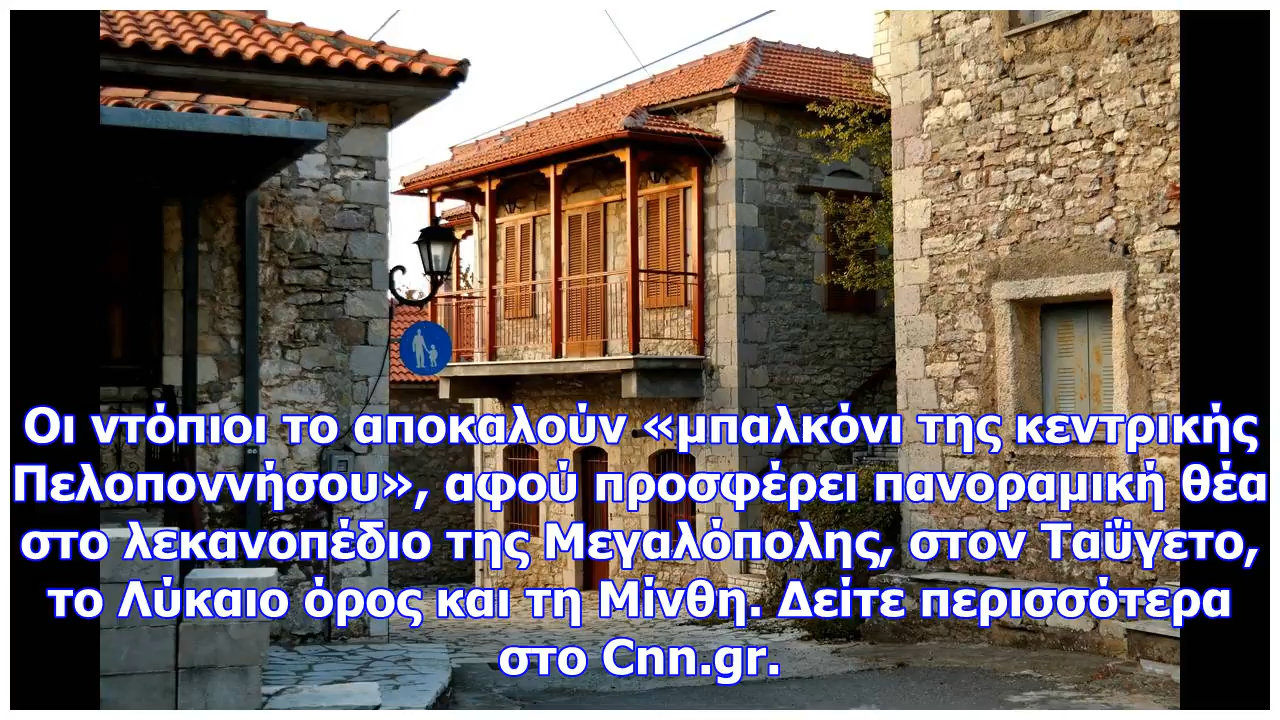 Οι ντόπιοι το αποκαλούν «μπαλκόνι της κεντρικής
Πελοποννήσου», αφού προσφέρει πανοραμική θέα
στο λεκανοπέδιο της Μεγαλόπολης, στον Ταΰγετο,
το Λύκαιο όρος και τη Μίνθη. Δείτε περισσότερα
στο Cnn.gr.